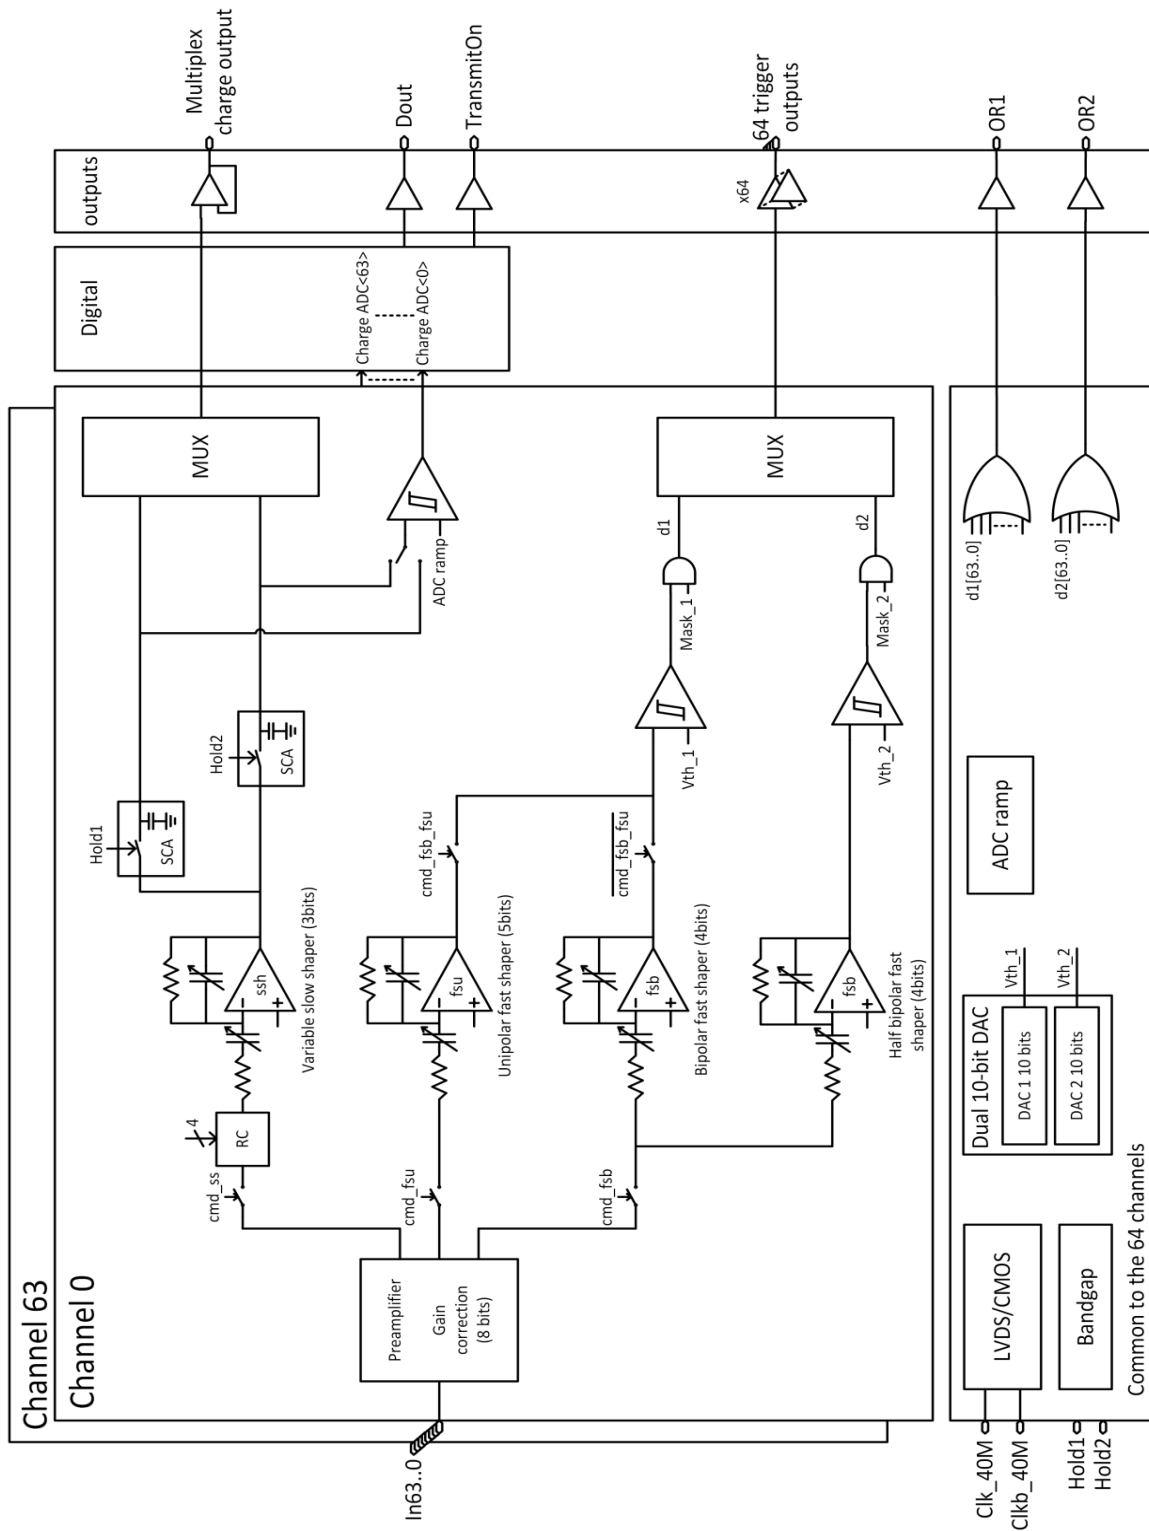 Channel 63
Channel 0
In63..0
Preamplifier
Gain
correction
(8 bits)
cmd_ss
4
RC
ssh
Variable slow shaper (3bits)
Hold1
SCA
Hold2
SCA
MUX
cmd_fsu
fsu
Unipolar fast shaper (5bits)
cmd_fsb_fsu
ADC ramp
cmd_fsb
fsb
Bipolar fast shaper (4bits)
cmd_fsb_fsu
Vth_1
Mask_1
d1
MUX
fsb
Half bipolar fast
shaper (4bits)
Vth_2
Mask_2
d2
Digital
Charge ADC<63>
Charge ADC<0>
outputs
x64
Multiplex
charge output
Dout
TransmitOn
64 trigger
outputs
OR1
OR2
Clk_40M
Clkb_40M
Hold1
Hold2
LVDS/CMOS
Bandgap
Dual 10-bit DAC
DAC 1 10 bits
DAC 2 10 bits
Vth_1
Vth_2
ADC ramp
d1[63..0]
d2[63..0]
Common to the 64 channels